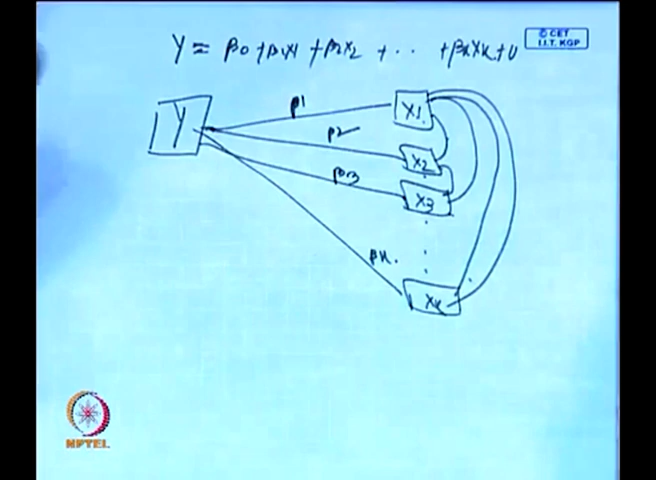 Y = β0 + β1X1 + β2X2 + ... + βKXK + U
© CET
I.I.T. KGP
Y
β1
X1
β2
X2
β3
X3
βK
XK
NPTEL